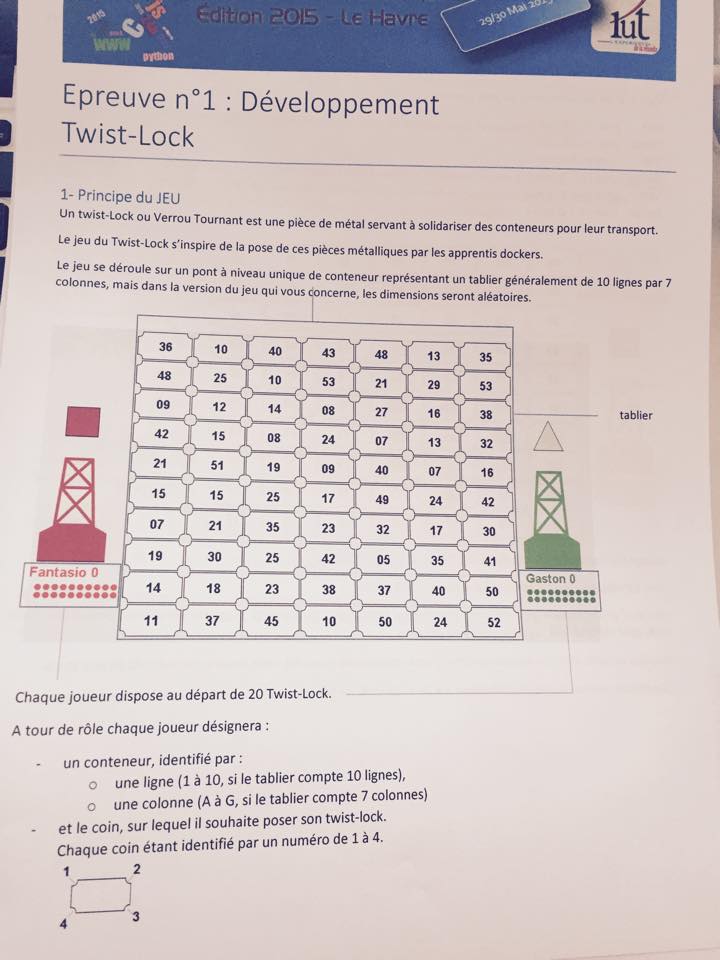 2015
www
C
JS
python
Édition 2015 - Le Havre
29/30 Mai
iut
Epreuve n°1 : Développement
Twist-Lock
1- Principe du JEU
Un twist-Lock ou Verrou Tournant est une pièce de métal servant à solidariser des conteneurs pour leur transport.
Le jeu du Twist-Lock s'inspire de la pose de ces pièces métalliques par les apprentis dockers.
Le jeu se déroule sur un pont à niveau unique de conteneur représentant un tablier généralement de 10 lignes par 7
colonnes, mais dans la version du jeu qui vous concerne, les dimensions seront aléatoires.
36 10 40 43 48 13 35
48 25 10 53 21 29 53
09 12 14 08 27 16 38
tablier
42 15 08 24 07 13 32
21 51 19 09 40 07 16
15 15 25 17 49 24 42
07 21 35 23 32 17 30
19 30 25 42 05 35 41
14 18 23 38 37 40 50
11 37 45 10 50 24 52
Fantasio 0
Gaston 0
Chaque joueur dispose au départ de 20 Twist-Lock.
A tour de rôle chaque joueur désignera :
- un conteneur, identifié par :
o une ligne (1 à 10, si le tablier compte 10 lignes),
o une colonne (A à G, si le tablier compte 7 colonnes)
- et le coin, sur lequel il souhaite poser son twist-lock.
Chaque coin étant identifié par un numéro de 1 à 4.
1 2
4 3